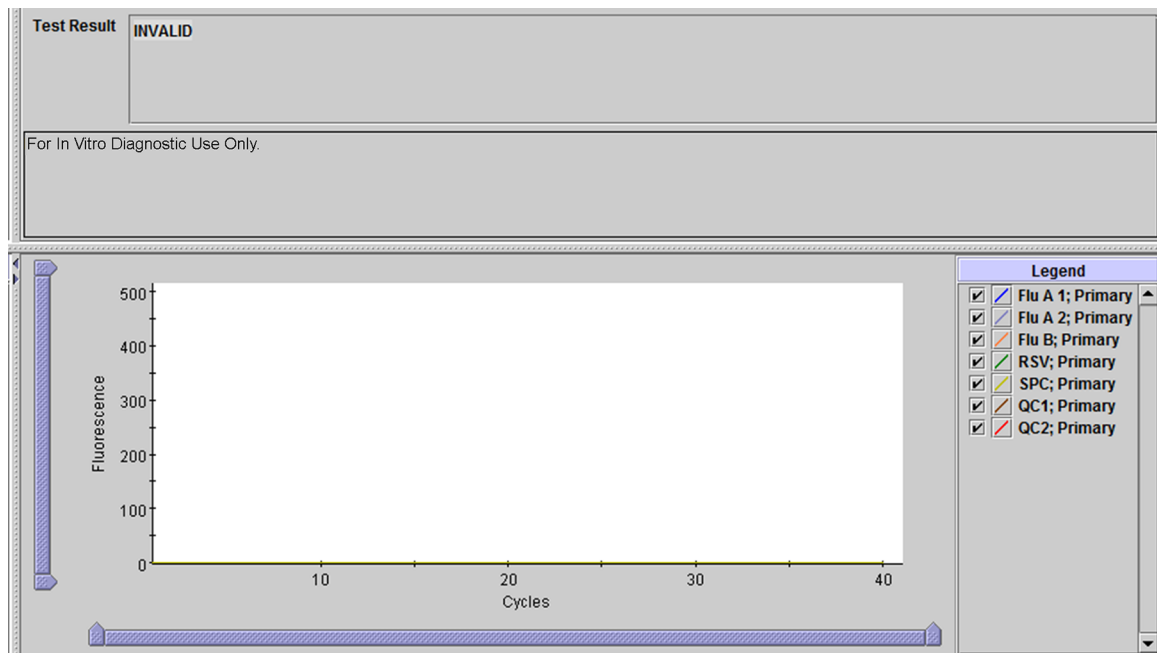 Test Result
INVALID
For In Vitro Diagnostic Use Only.
500
400
300
200
100
0
Fluorescence
10 20 30 40
Cycles
Legend
Flu A 1; Primary
Flu A 2; Primary
Flu B; Primary
RSV; Primary
SPC; Primary
QC1; Primary
QC2; Primary